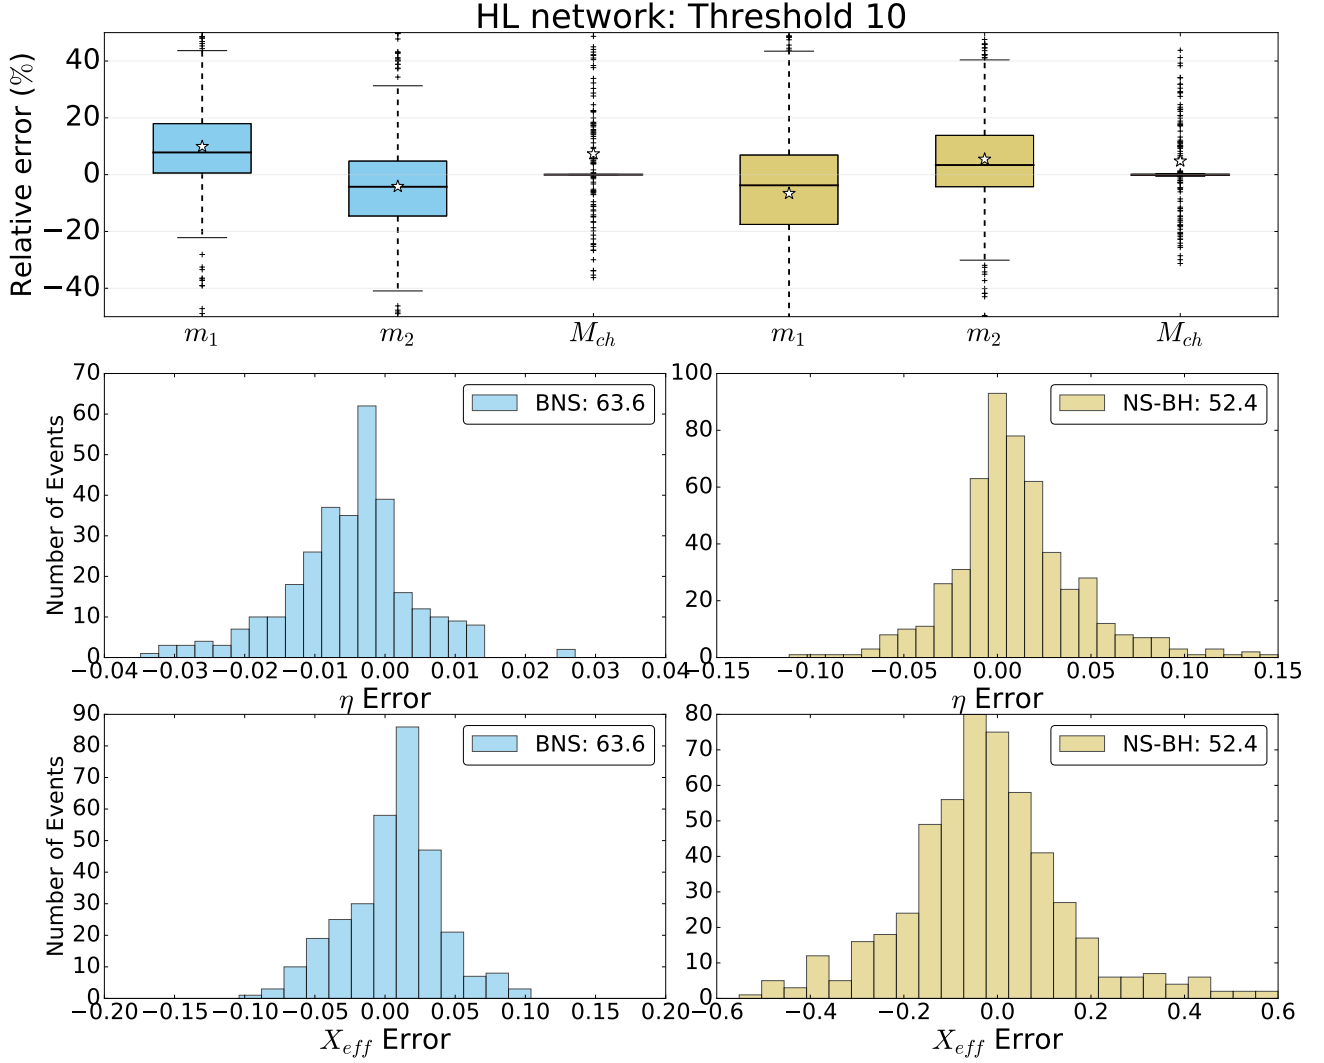 HL network: Threshold 10
Relative error (%)
40
20
0
−20
−40
m1 m2 Mch m1 m2 Mch
Number of Events
70
60
50
40
30
20
10
0
BNS: 63.6
−0.04 −0.03 −0.02 −0.01 0.00 0.01 0.02 0.03 0.04
η Error
100
80
60
40
20
0
NS-BH: 52.4
−0.15 −0.10 −0.05 0.00 0.05 0.10 0.15
η Error
Number of Events
90
80
70
60
50
40
30
20
10
0
BNS: 63.6
−0.20 −0.15 −0.10 −0.05 0.00 0.05 0.10 0.15 0.20
Xeff Error
80
70
60
50
40
30
20
10
0
NS-BH: 52.4
−0.6 −0.4 −0.2 0.0 0.2 0.4 0.6
Xeff Error